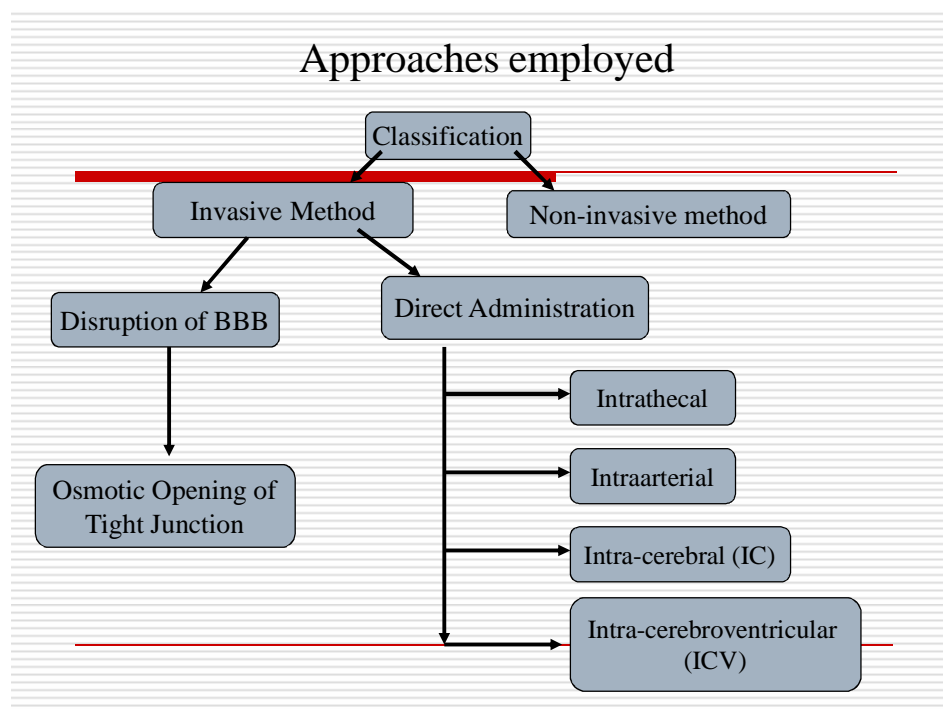 Approaches employed
Classification
Invasive Method
Non-invasive method
Disruption of BBB
Direct Administration
Intrathecal
Osmotic Opening of
Tight Junction
Intraarterial
Intra-cerebral (IC)
Intra-cerebroventricular
(ICV)